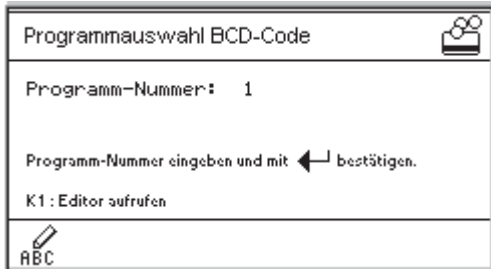 Programmauswahl BCD-Code
Programm-Nummer: 1
Programm-Nummer eingeben und mit bestätigen.
K1 : Editor aufrufen
ABC